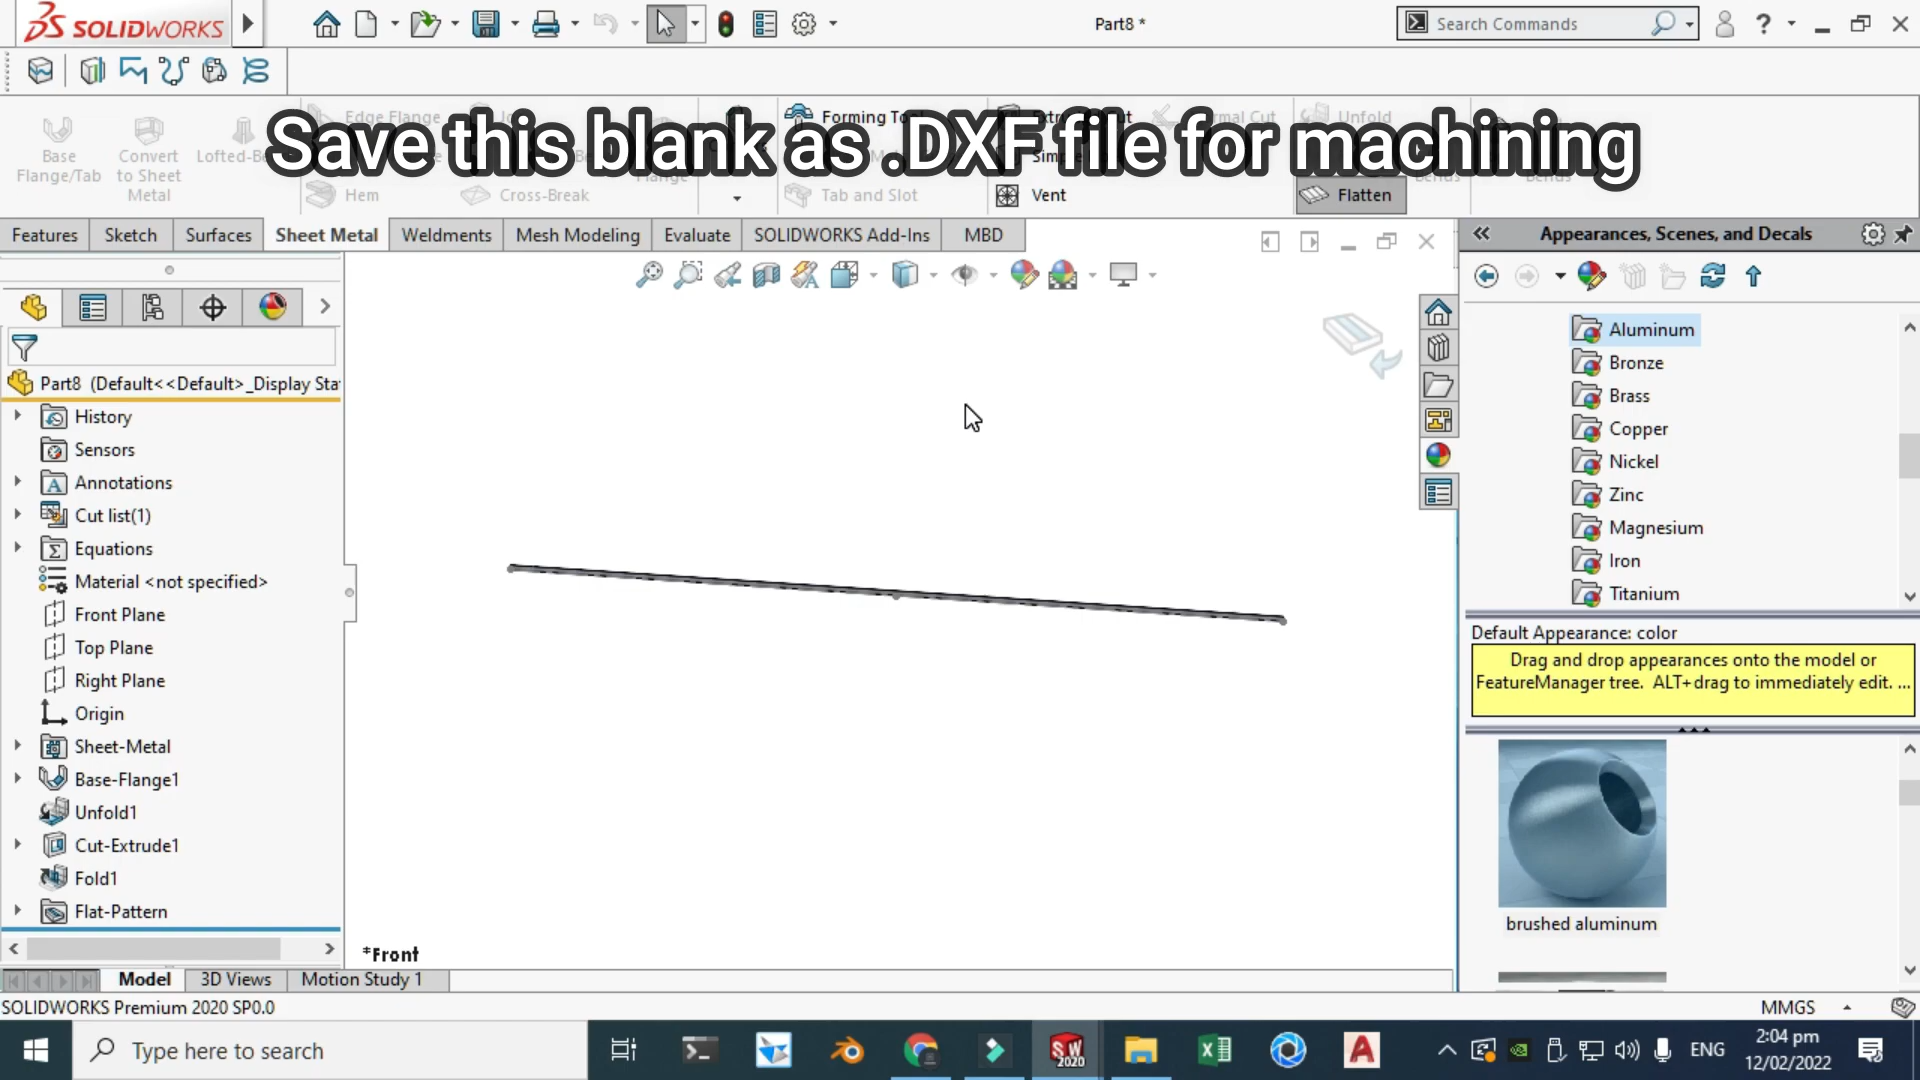 SOLIDWORKS
Part8 *
Search Commands
Save this blank as .DXF file for machining
Edge Flange
Forming
Cut
Unfold
Base
Flange/Tab
Convert
to Sheet
Metal
Hem
Cross-Break
Tab and Slot
Vent
Flatten
Features
Sketch
Surfaces
Sheet Metal
Weldments
Mesh Modeling
Evaluate
SOLIDWORKS Add-Ins
MBD
Appearances, Scenes, and Decals
Part8 (Default<<Default>_Display Sta
History
Sensors
Annotations
Cut list(1)
Equations
Material <not specified>
Front Plane
Top Plane
Right Plane
Origin
Sheet-Metal
Base-Flange1
Unfold1
Cut-Extrude1
Fold1
Flat-Pattern
*Front
Aluminum
Bronze
Brass
Copper
Nickel
Zinc
Magnesium
Iron
Titanium
Default Appearance: color
Drag and drop appearances onto the model or
FeatureManager tree. ALT+drag to immediately edit. ...
brushed aluminum
Model
3D Views
Motion Study 1
SOLIDWORKS Premium 2020 SP0.0
MMGS
Type here to search
SW
2020
ENG
2:04 pm
12/02/2022